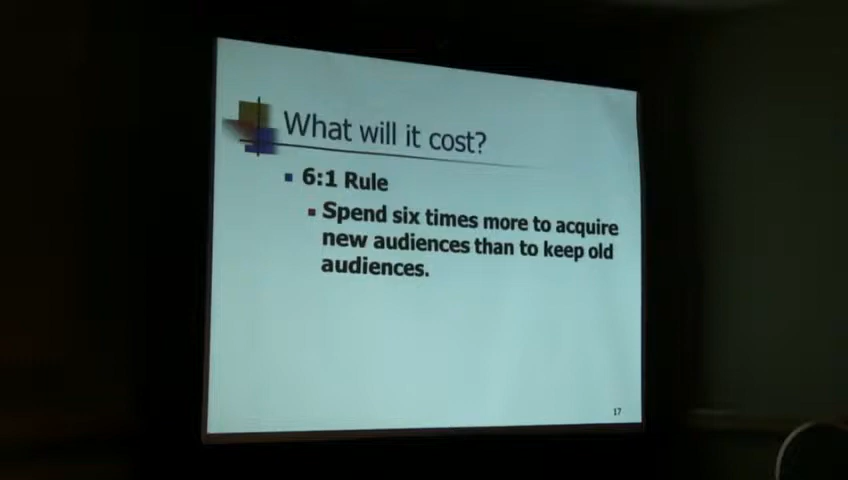 What will it cost?
6:1 Rule
Spend six times more to acquire
new audiences than to keep old
audiences.
17